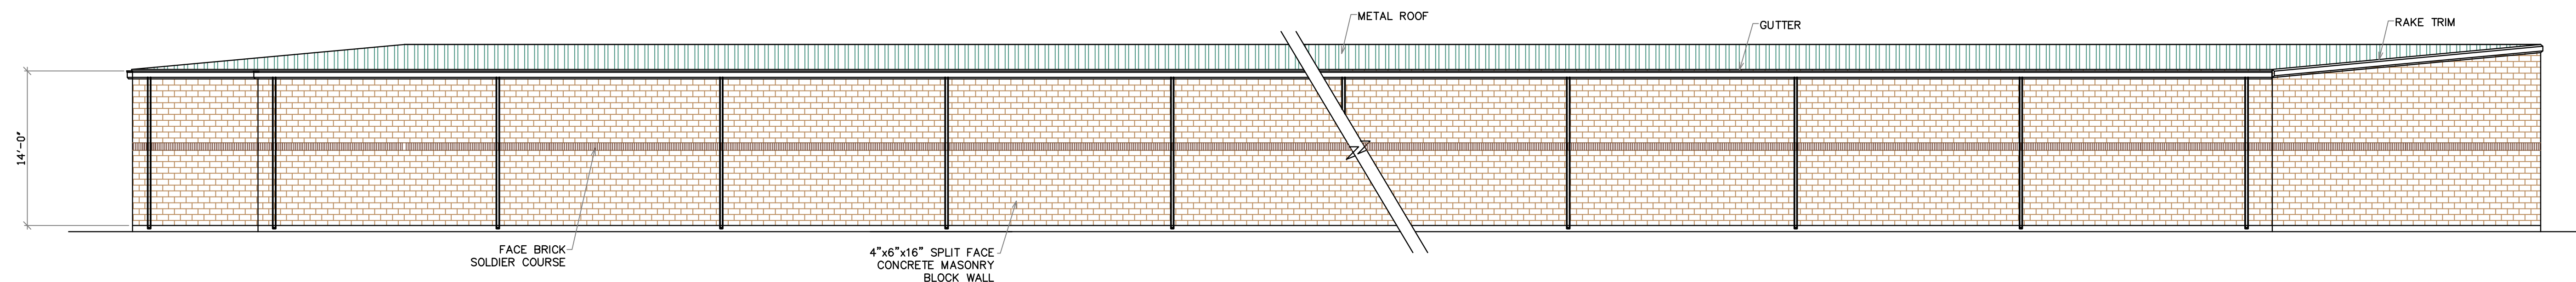 METAL ROOF
GUTTER
RAKE TRIM
14'-0"
FACE BRICK
SOLDIER COURSE
4"x6"x16" SPLIT FACE
CONCRETE MASONRY
BLOCK WALL